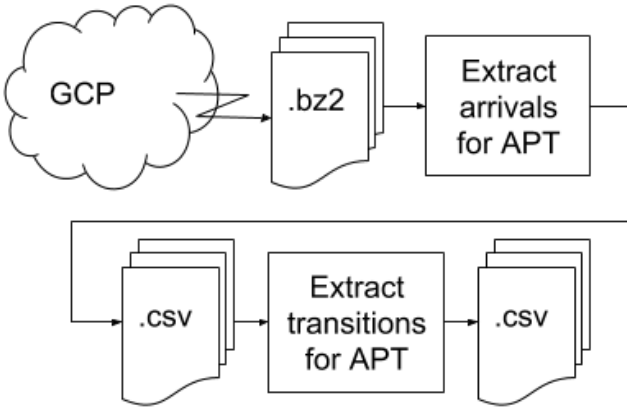 GCP
.bz2
Extract
arrivals
for APT
.csv
Extract
transitions
for APT
.csv